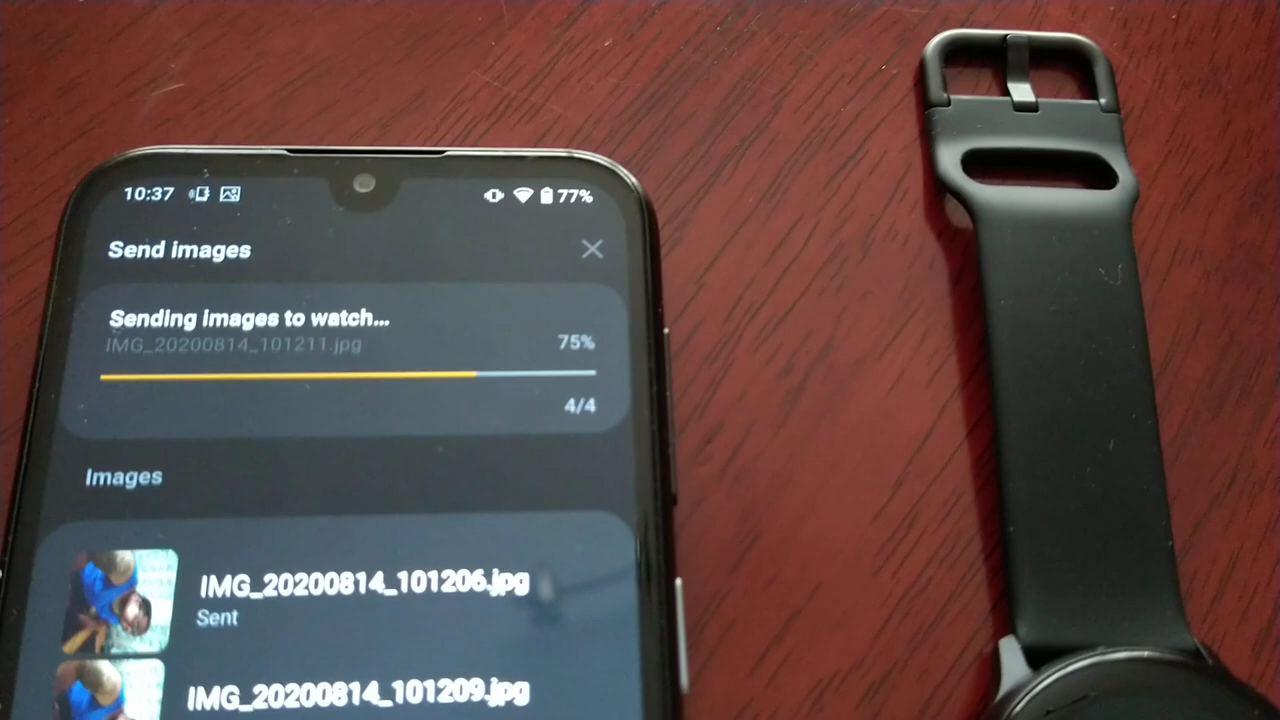 10:37 77%
Send images
Sending images to watch...
IMG_20200814_101211.jpg 75%
4/4
Images
IMG_20200814_101206.jpg
Sent
IMG_20200814_101209.jpg